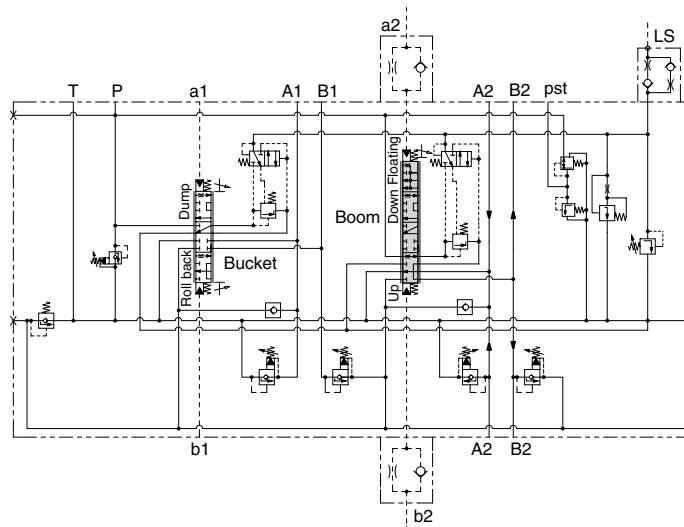 a2
LS
T P a1 A1 B1 A2 B2 pst
Dump
Down Floating
Boom
Bucket
Roll back
Up
b1 A2 B2
b2